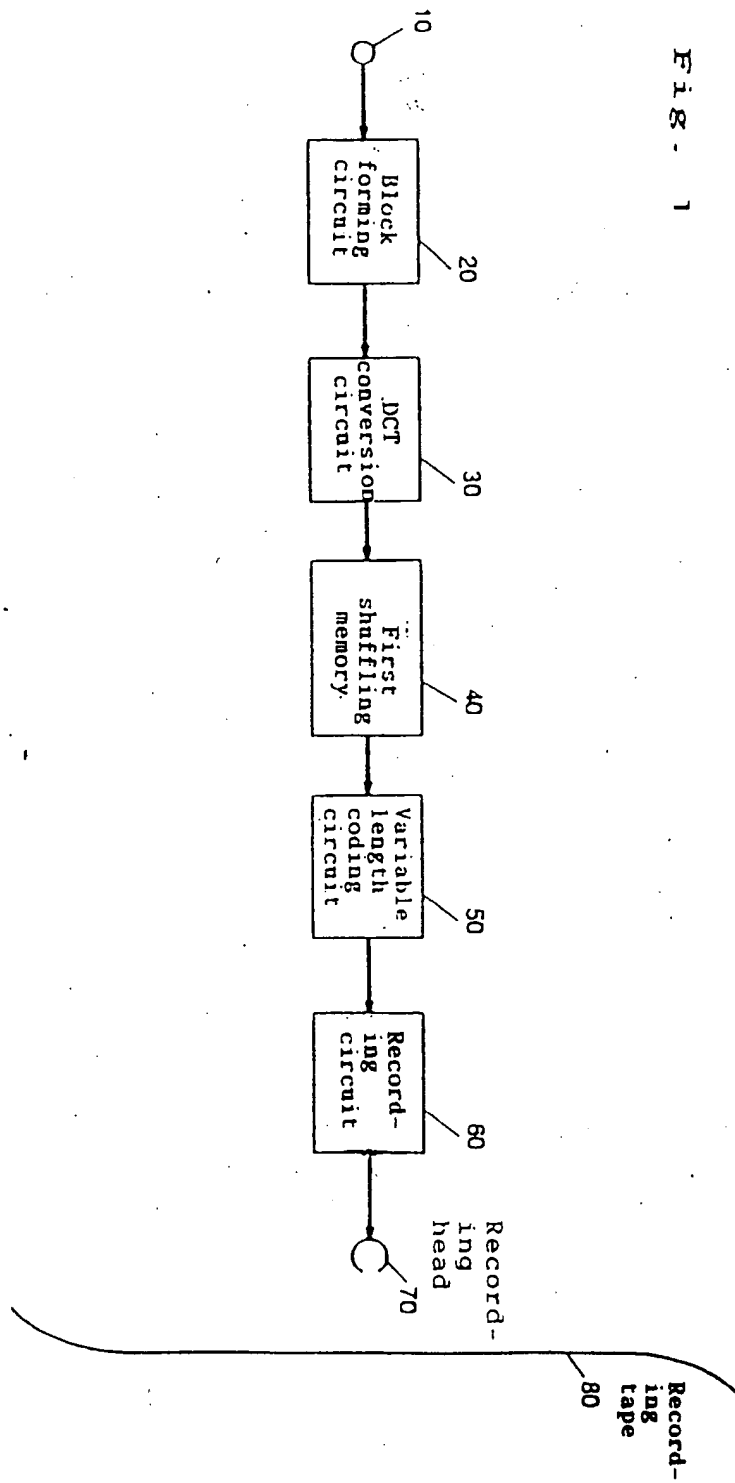 Fig. 1
10
Block
forming
circuit
20
DCT
conversion
circuit
30
First
shuffling
memory
40
Variable
length
coding
circuit
50
Record-
ing
circuit
60
Record-
ing
head
70
Record-
ing
tape
80